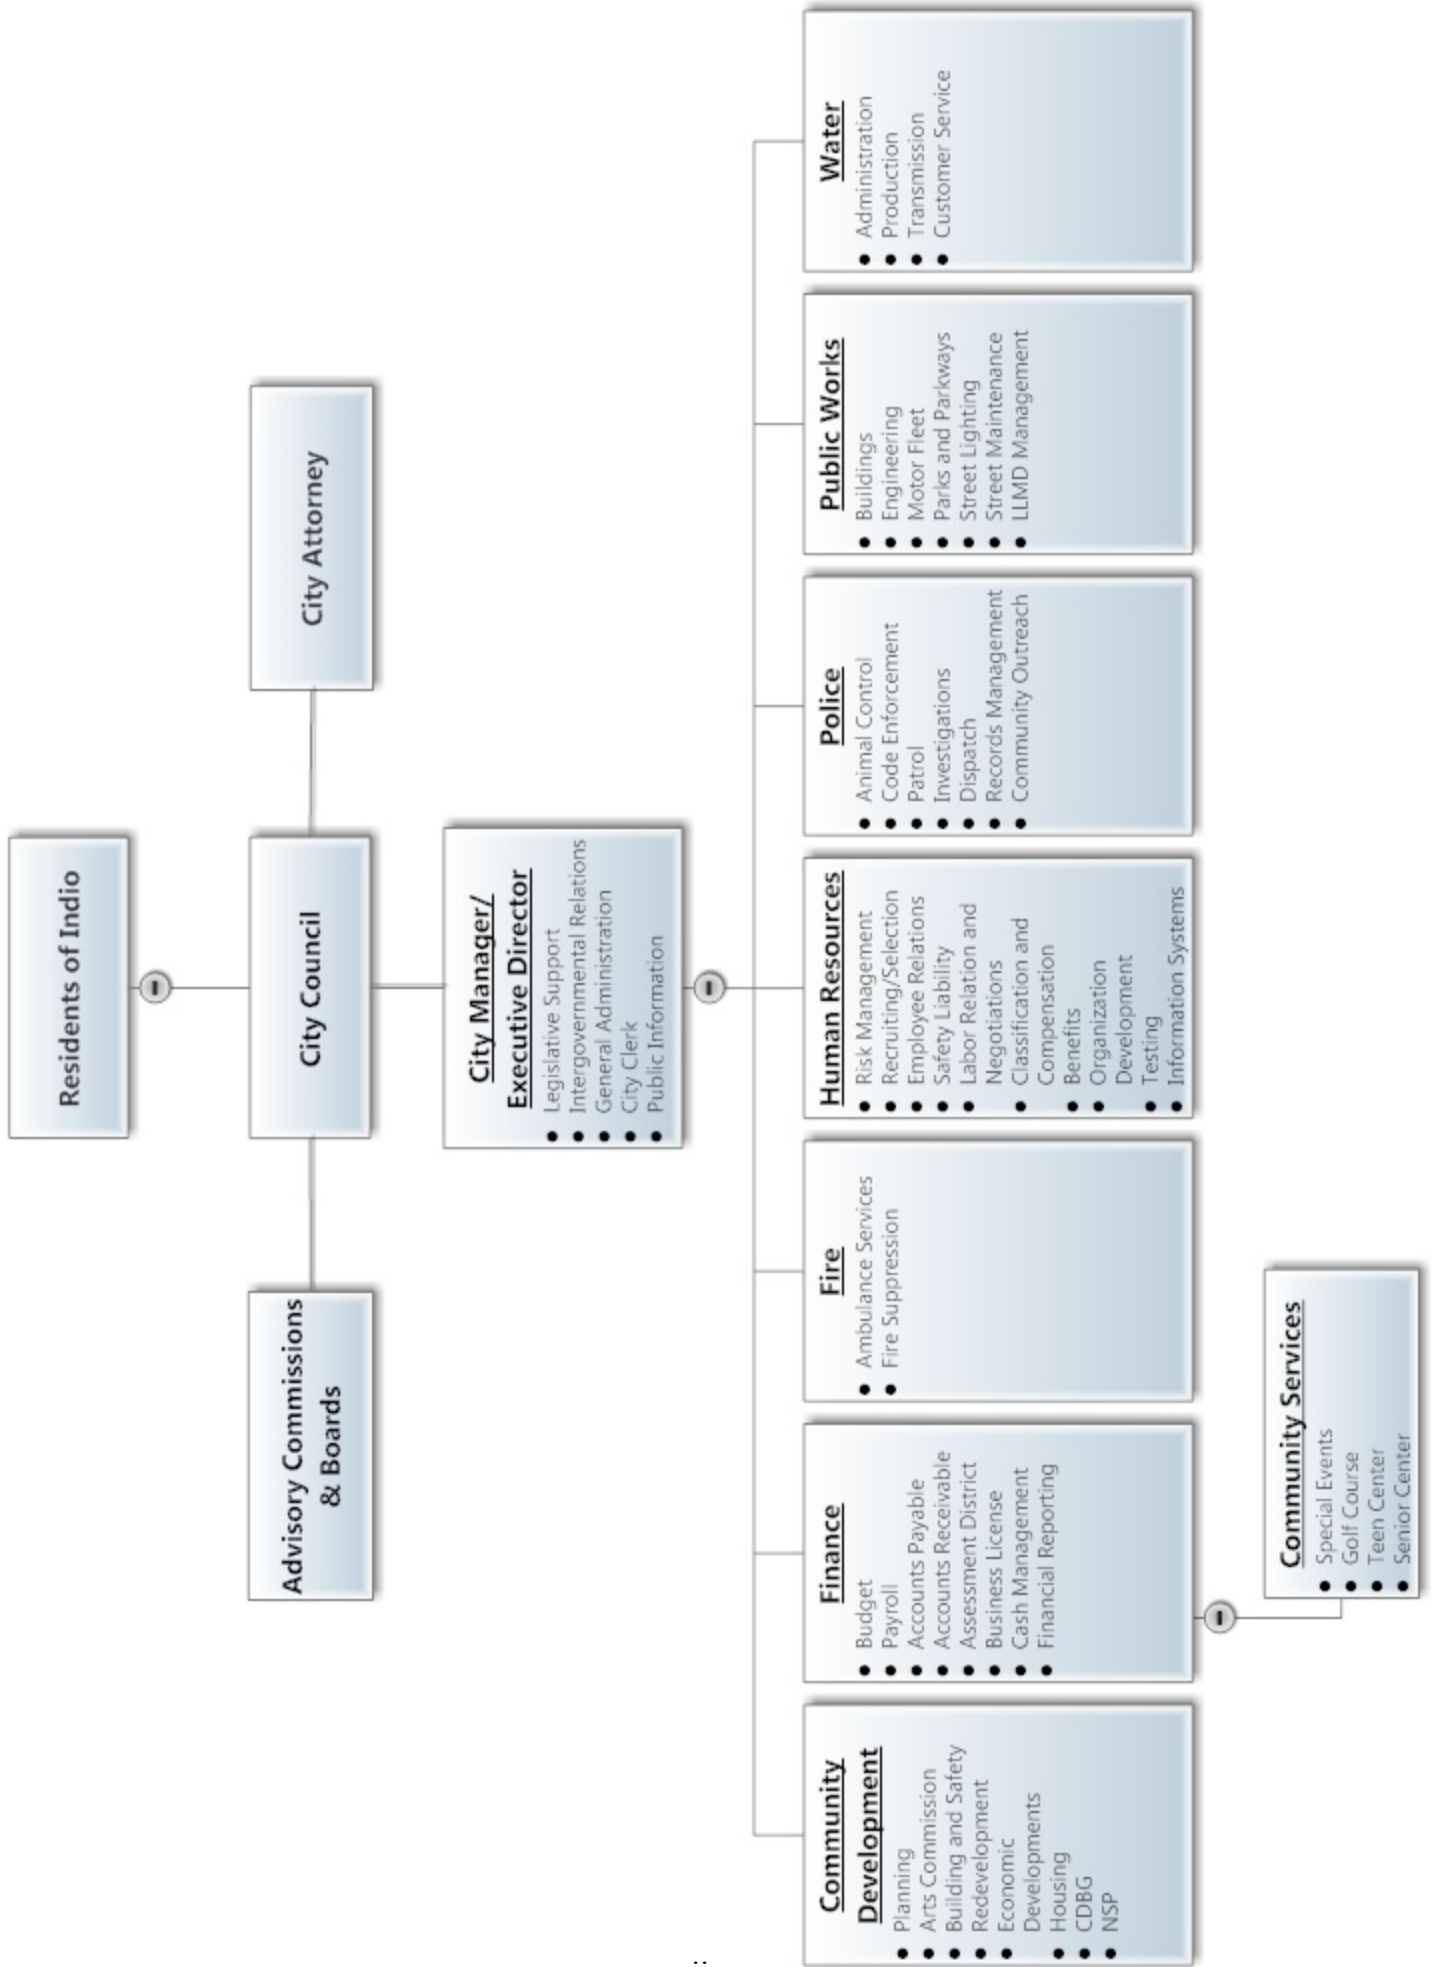 Residents of Indio
Advisory Commissions
& Boards
City Council
City Attorney
City Manager/
Executive Director
• Legislative Support
• Intergovernmental Relations
• General Administration
• City Clerk
• Public Information
Community
Development
• Planning
• Arts Commission
• Building and Safety
• Redevelopment
• Economic
Developments
• Housing
• CDBG
• NSP
Finance
• Budget
• Payroll
• Accounts Payable
• Accounts Receivable
• Assessment District
• Business License
• Cash Management
• Financial Reporting
Fire
• Ambulance Services
• Fire Suppression
Human Resources
• Risk Management
• Recruiting/Selection
• Employee Relations
• Safety Liability
• Labor Relation and
Negotiations
• Classification and
Compensation
• Benefits
• Organization
Development
• Testing
• Information Systems
Police
• Animal Control
• Code Enforcement
• Patrol
• Investigations
• Dispatch
• Records Management
• Community Outreach
Public Works
• Buildings
• Engineering
• Motor Fleet
• Parks and Parkways
• Street Lighting
• Street Maintenance
• LLMD Management
Water
• Administration
• Production
• Transmission
• Customer Service
Community Services
• Special Events
• Golf Course
• Teen Center
• Senior Center